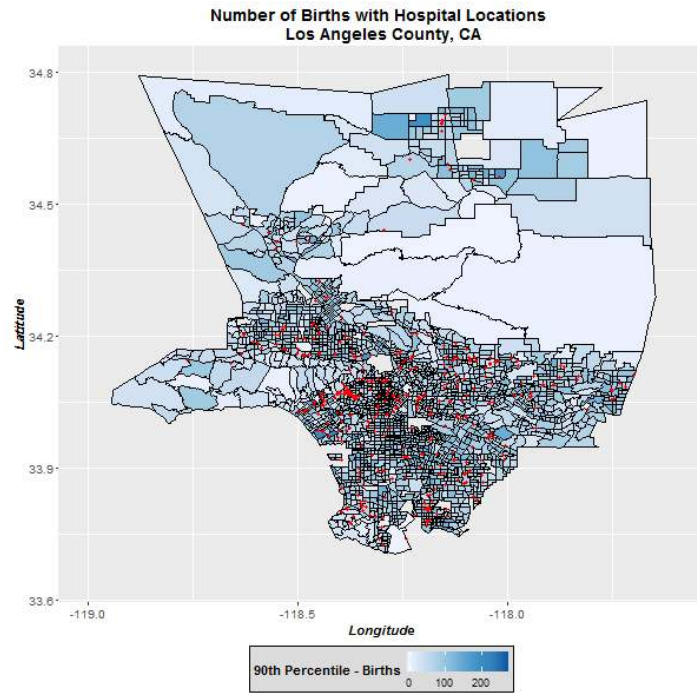 Number of Births with Hospital Locations
Los Angeles County, CA
34.8
34.5
34.2
33.9
33.6
Latitude
-119.0 -118.5 -118.0
Longitude
90th Percentile - Births
0 100 200